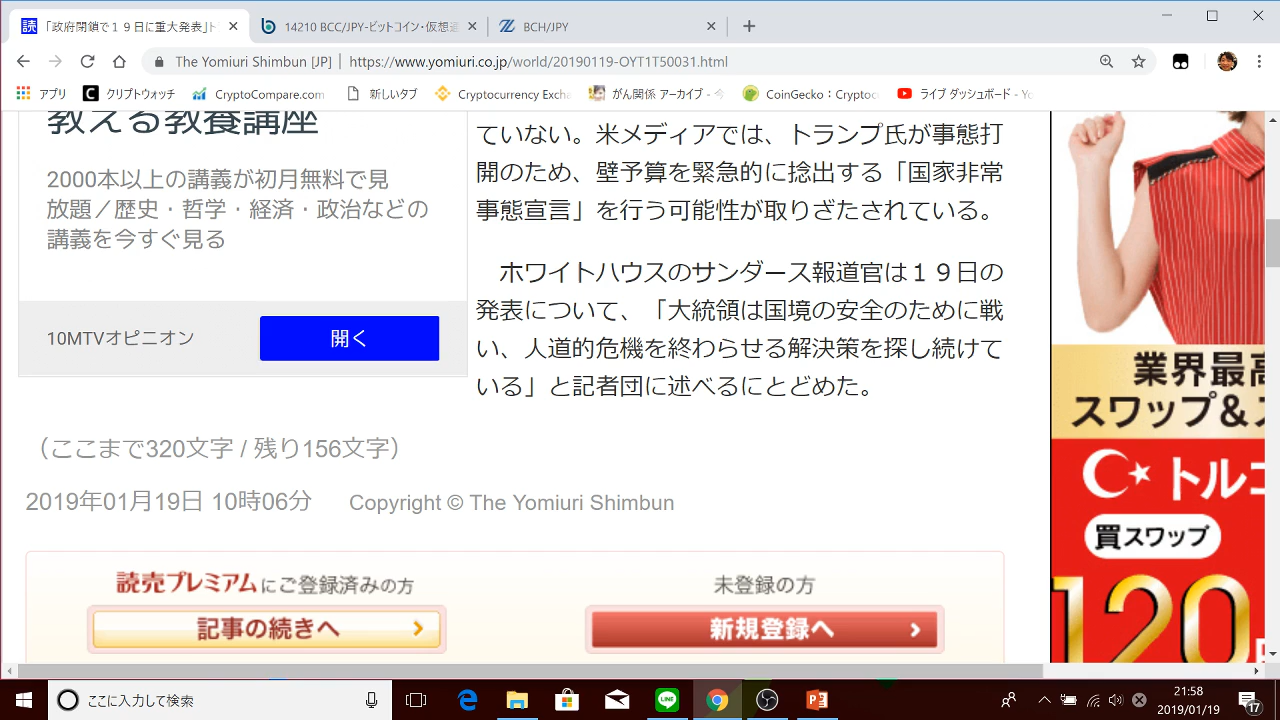 「政府閉鎖で１９日に重大発表」ト
14210 BCC/JPY-ビットコイン・仮想通
BCH/JPY
The Yomiuri Shimbun [JP] | https://www.yomiuri.co.jp/world/20190119-OYT1T50031.html
アプリ
クリプトウォッチ
CryptoCompare.com
新しいタブ
Cryptocurrency Excha
がん関係 アーカイブ -
CoinGecko：Cryptoc
ライブ ダッシュボード - Yo
教える教養講座
2000本以上の講義が初月無料で見
放題／歴史・哲学・経済・政治などの
講義を今すぐ見る
10MTVオピニオン
開く
ていない。米メディアでは、トランプ氏が事態打
開のため、壁予算を緊急的に捻出する「国家非常
事態宣言」を行う可能性が取りざたされている。
ホワイトハウスのサンダース報道官は１９日の
発表について、「大統領は国境の安全のために戦
い、人道的危機を終わらせる解決策を探し続けて
いる」と記者団に述べるにとどめた。
（ここまで320文字 / 残り156文字）
2019年01月19日 10時06分
Copyright © The Yomiuri Shimbun
読売プレミアムにご登録済みの方
記事の続きへ
未登録の方
新規登録へ
業界最高
スワップ＆ス
トルコ
買スワップ
120円
ここに入力して検索
LINE
21:58
2019/01/19
17